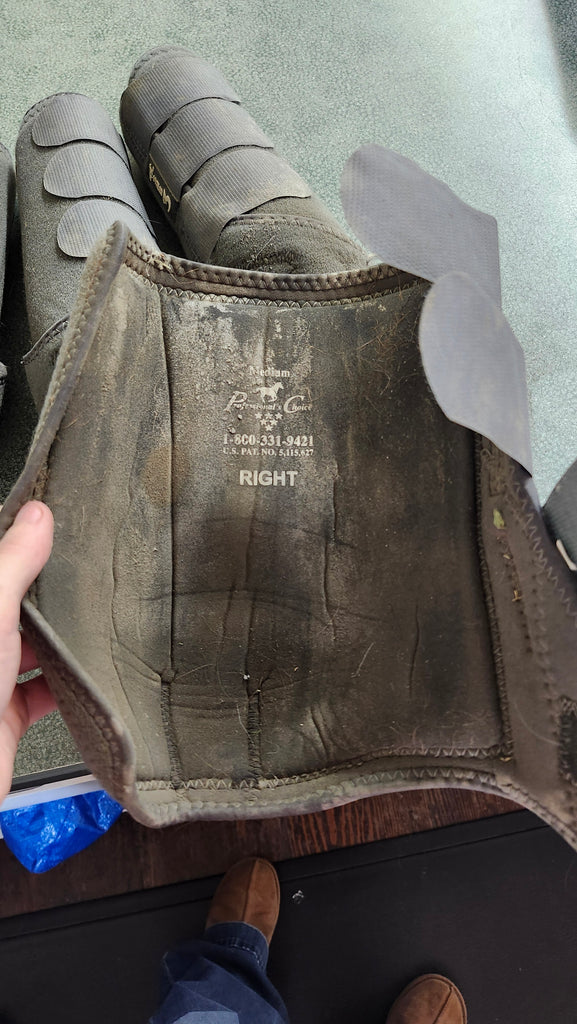 Medium
Professional's Choice
1-800-331-9421
U.S. PAT. NO. 5,115,627
RIGHT